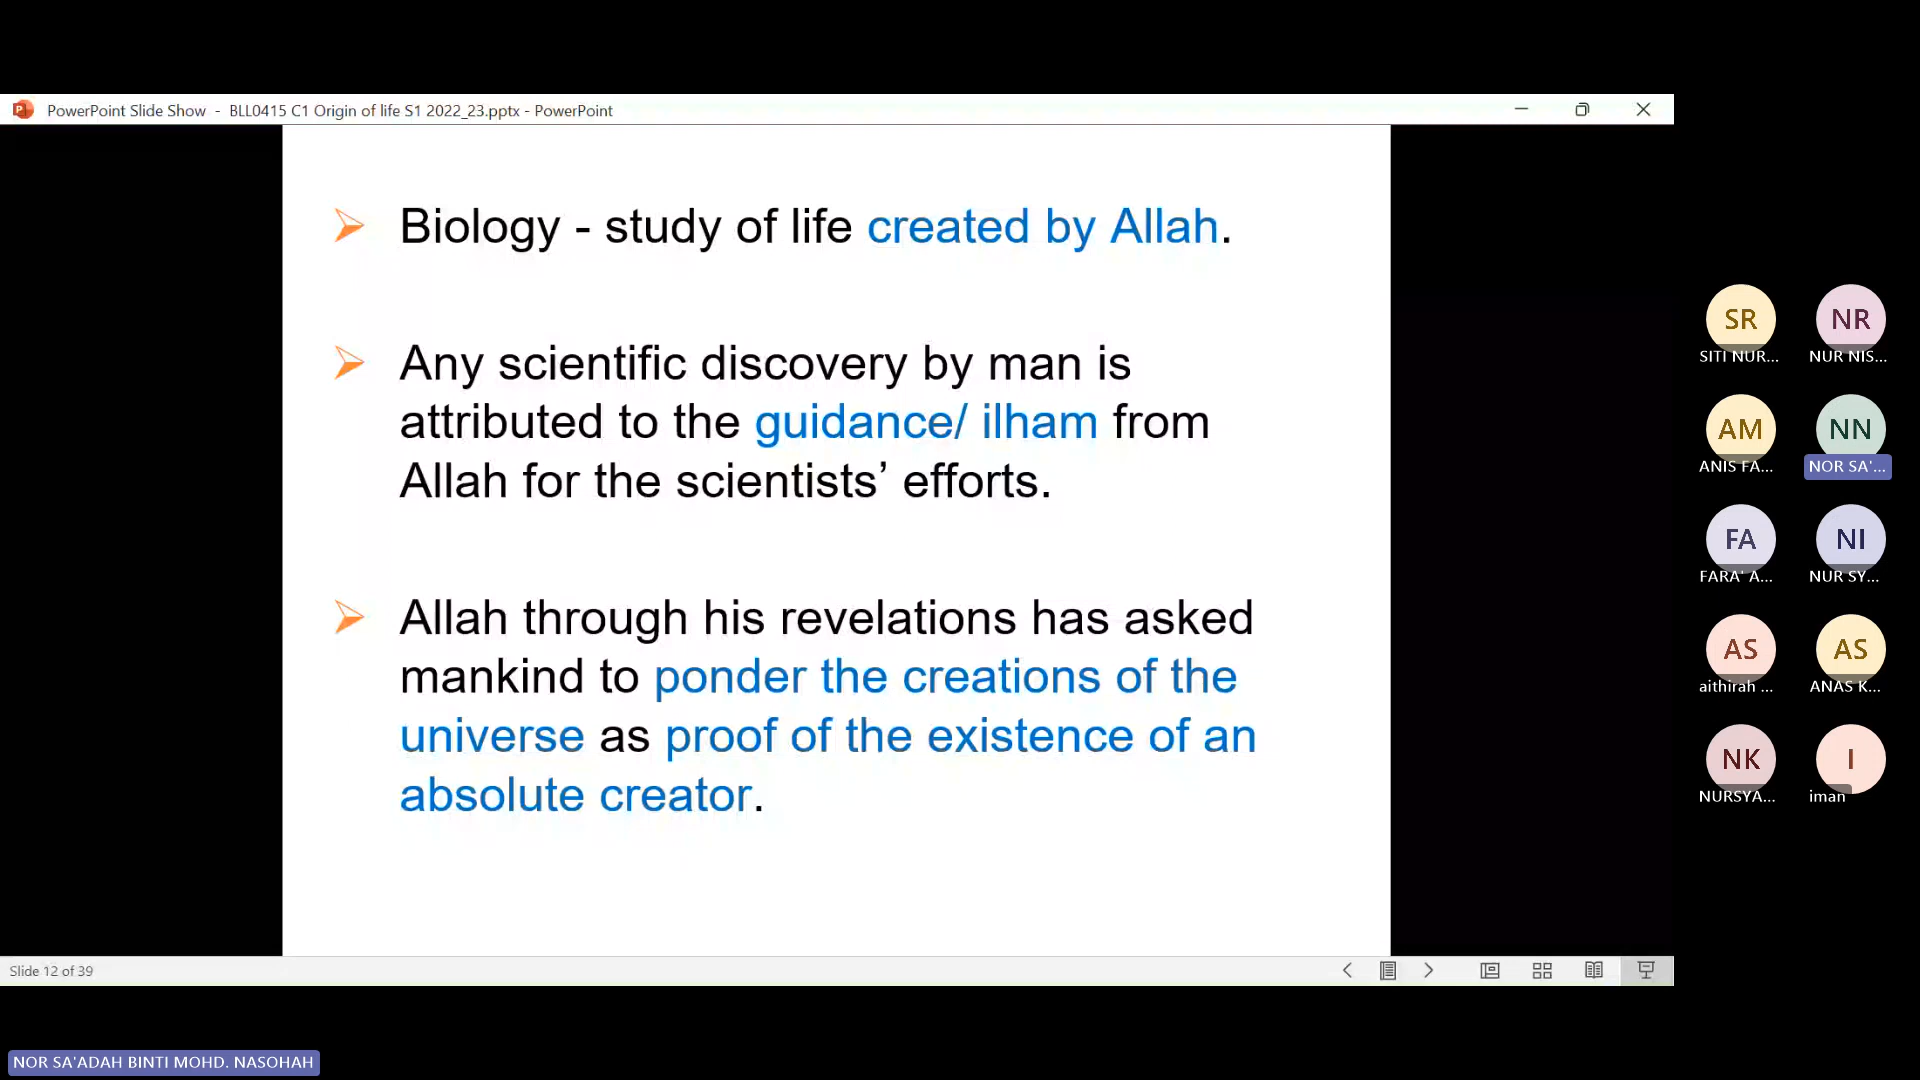 PowerPoint Slide Show - BLL0415 C1 Origin of life S1 2022_23.pptx - PowerPoint
Biology - study of life created by Allah.
Any scientific discovery by man is
attributed to the guidance/ ilham from
Allah for the scientists’ efforts.
Allah through his revelations has asked
mankind to ponder the creations of the
universe as proof of the existence of an
absolute creator.
Slide 12 of 39
SR NR
SITI NUR... NUR NIS...
AM NN
ANIS FA... NOR SA'...
FA NI
FARA' A... NUR SY...
AS AS
aithirah ... ANAS K...
NK I
NURSYA... iman
NOR SA'ADAH BINTI MOHD. NASOHAH